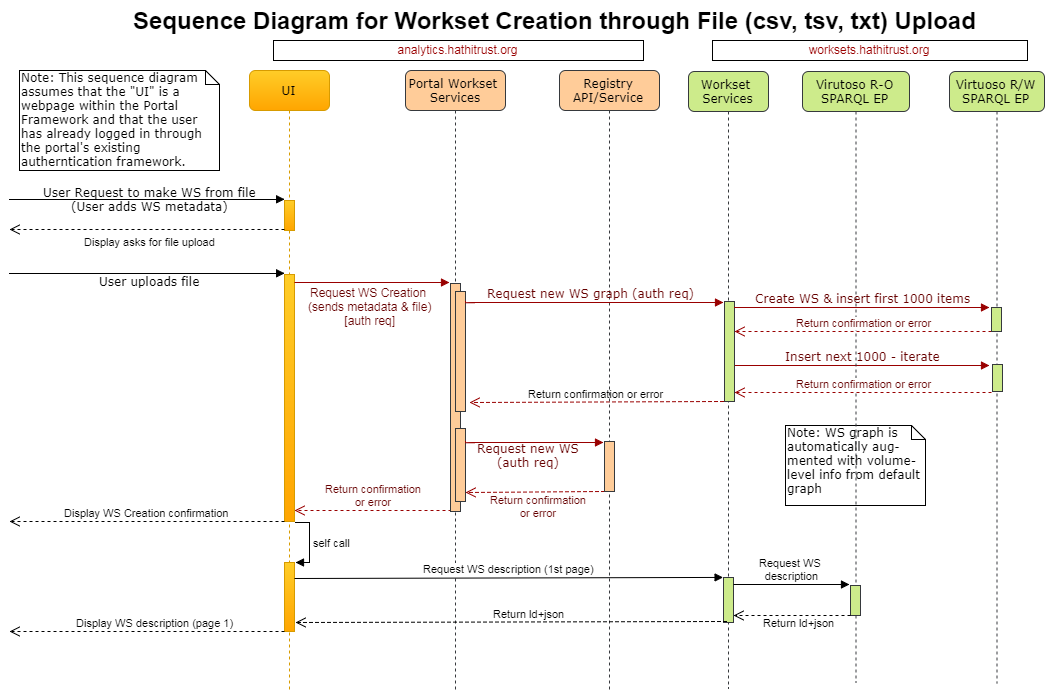 Sequence Diagram for Workset Creation through File (csv, tsv, txt) Upload
analytics.hathitrust.org
worksets.hathitrust.org
Note: This sequence diagram
assumes that the "UI" is a
webpage within the Portal
Framework and that the user
has already logged in through
the portal's existing
autherntication framework.
UI
Portal Workset
Services
Registry
API/Service
Workset
Services
Virutoso R-O
SPARQL EP
Virtuoso R/W
SPARQL EP
User Request to make WS from file
(User adds WS metadata)
Display asks for file upload
User uploads file
Request WS Creation
(sends metadata & file)
[auth req]
Request new WS graph (auth req)
Create WS & insert first 1000 items
Return confirmation or error
Insert next 1000 - iterate
Return confirmation or error
Return confirmation or error
Note: WS graph is
automatically aug-
mented with volume-
level info from default
graph
Request new WS
(auth req)
Return confirmation
or error
Return confirmation
or error
Display WS Creation confirmation
self call
Request WS description (1st page)
Request WS
description
Return ld+json
Return ld+json
Display WS description (page 1)